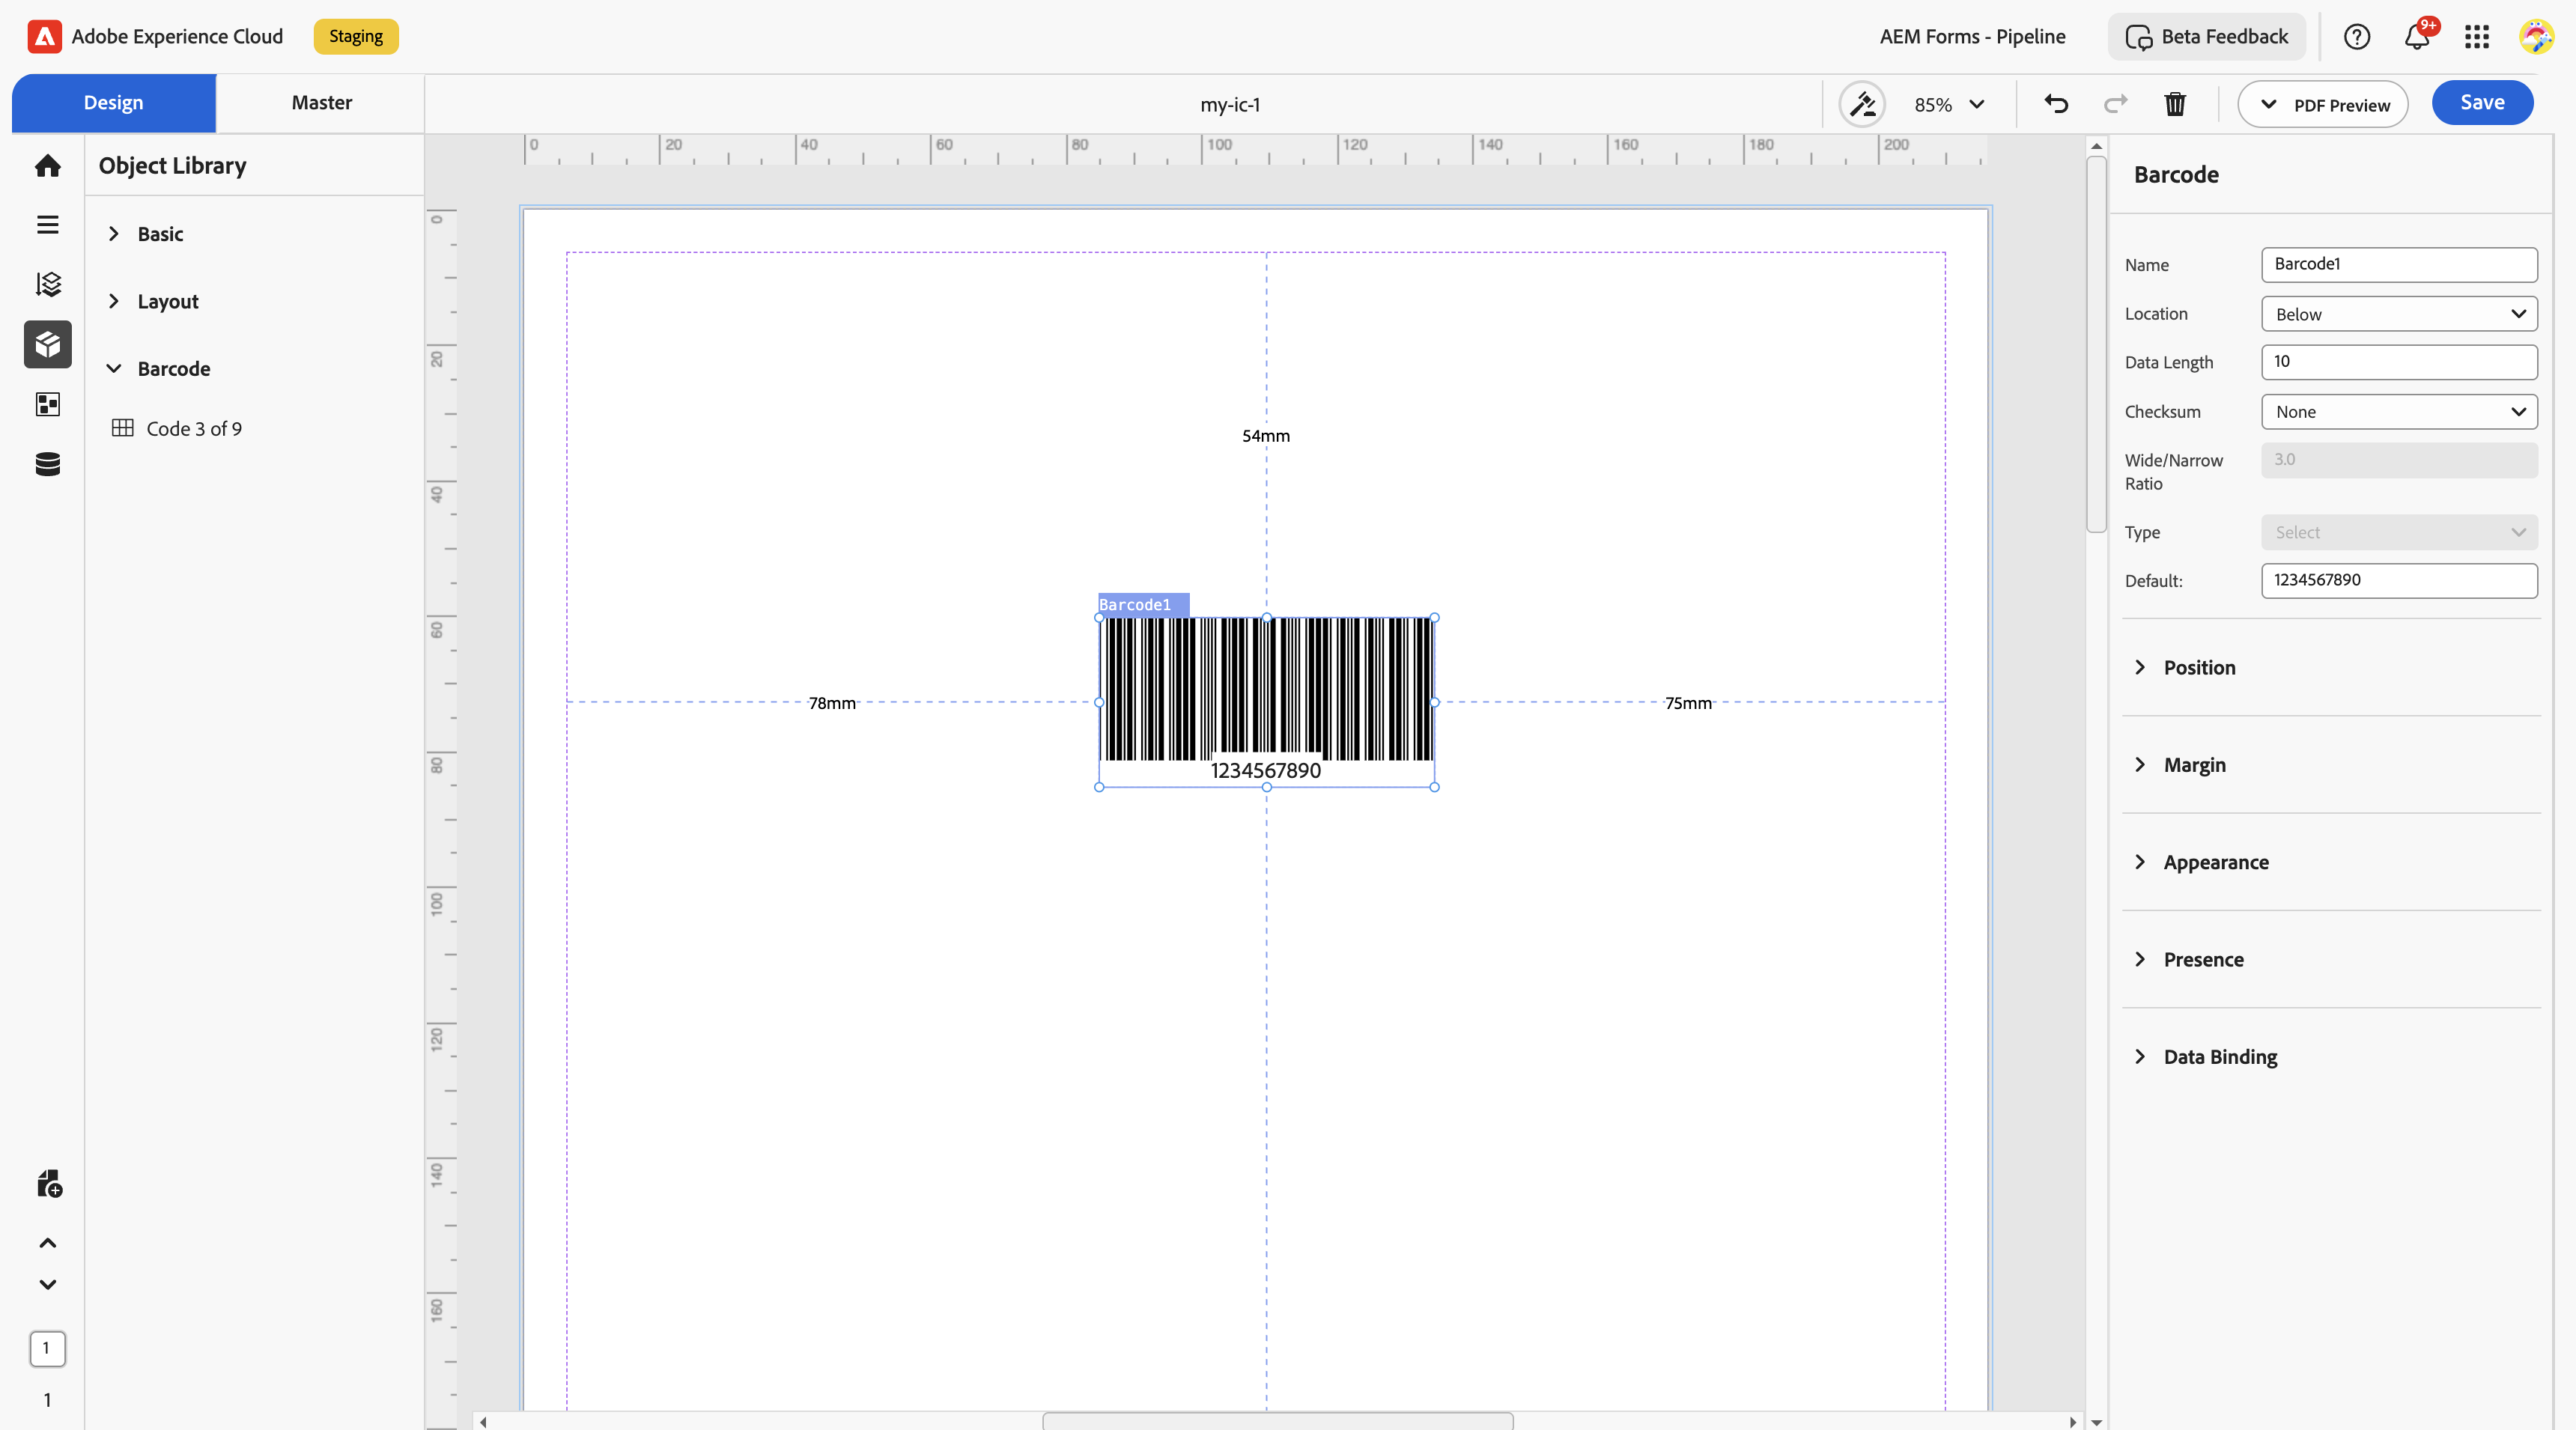 Adobe Experience Cloud
Staging
AEM Forms - Pipeline
Beta Feedback
9+
Design
Master
my-ic-1
85%
PDF Preview
Save
Object Library
Basic
Layout
Barcode
Code 3 of 9
1
1
0 20 40 60 80 100 120 140 160 180 200
0
20
40
60
80
100
120
140
160
54mm
Barcode1
78mm
75mm
1234567890
Barcode
Name
Barcode1
Location
Below
Data Length
10
Checksum
None
Wide/Narrow
Ratio
3.0
Type
Select
Default:
1234567890
Position
Margin
Appearance
Presence
Data Binding